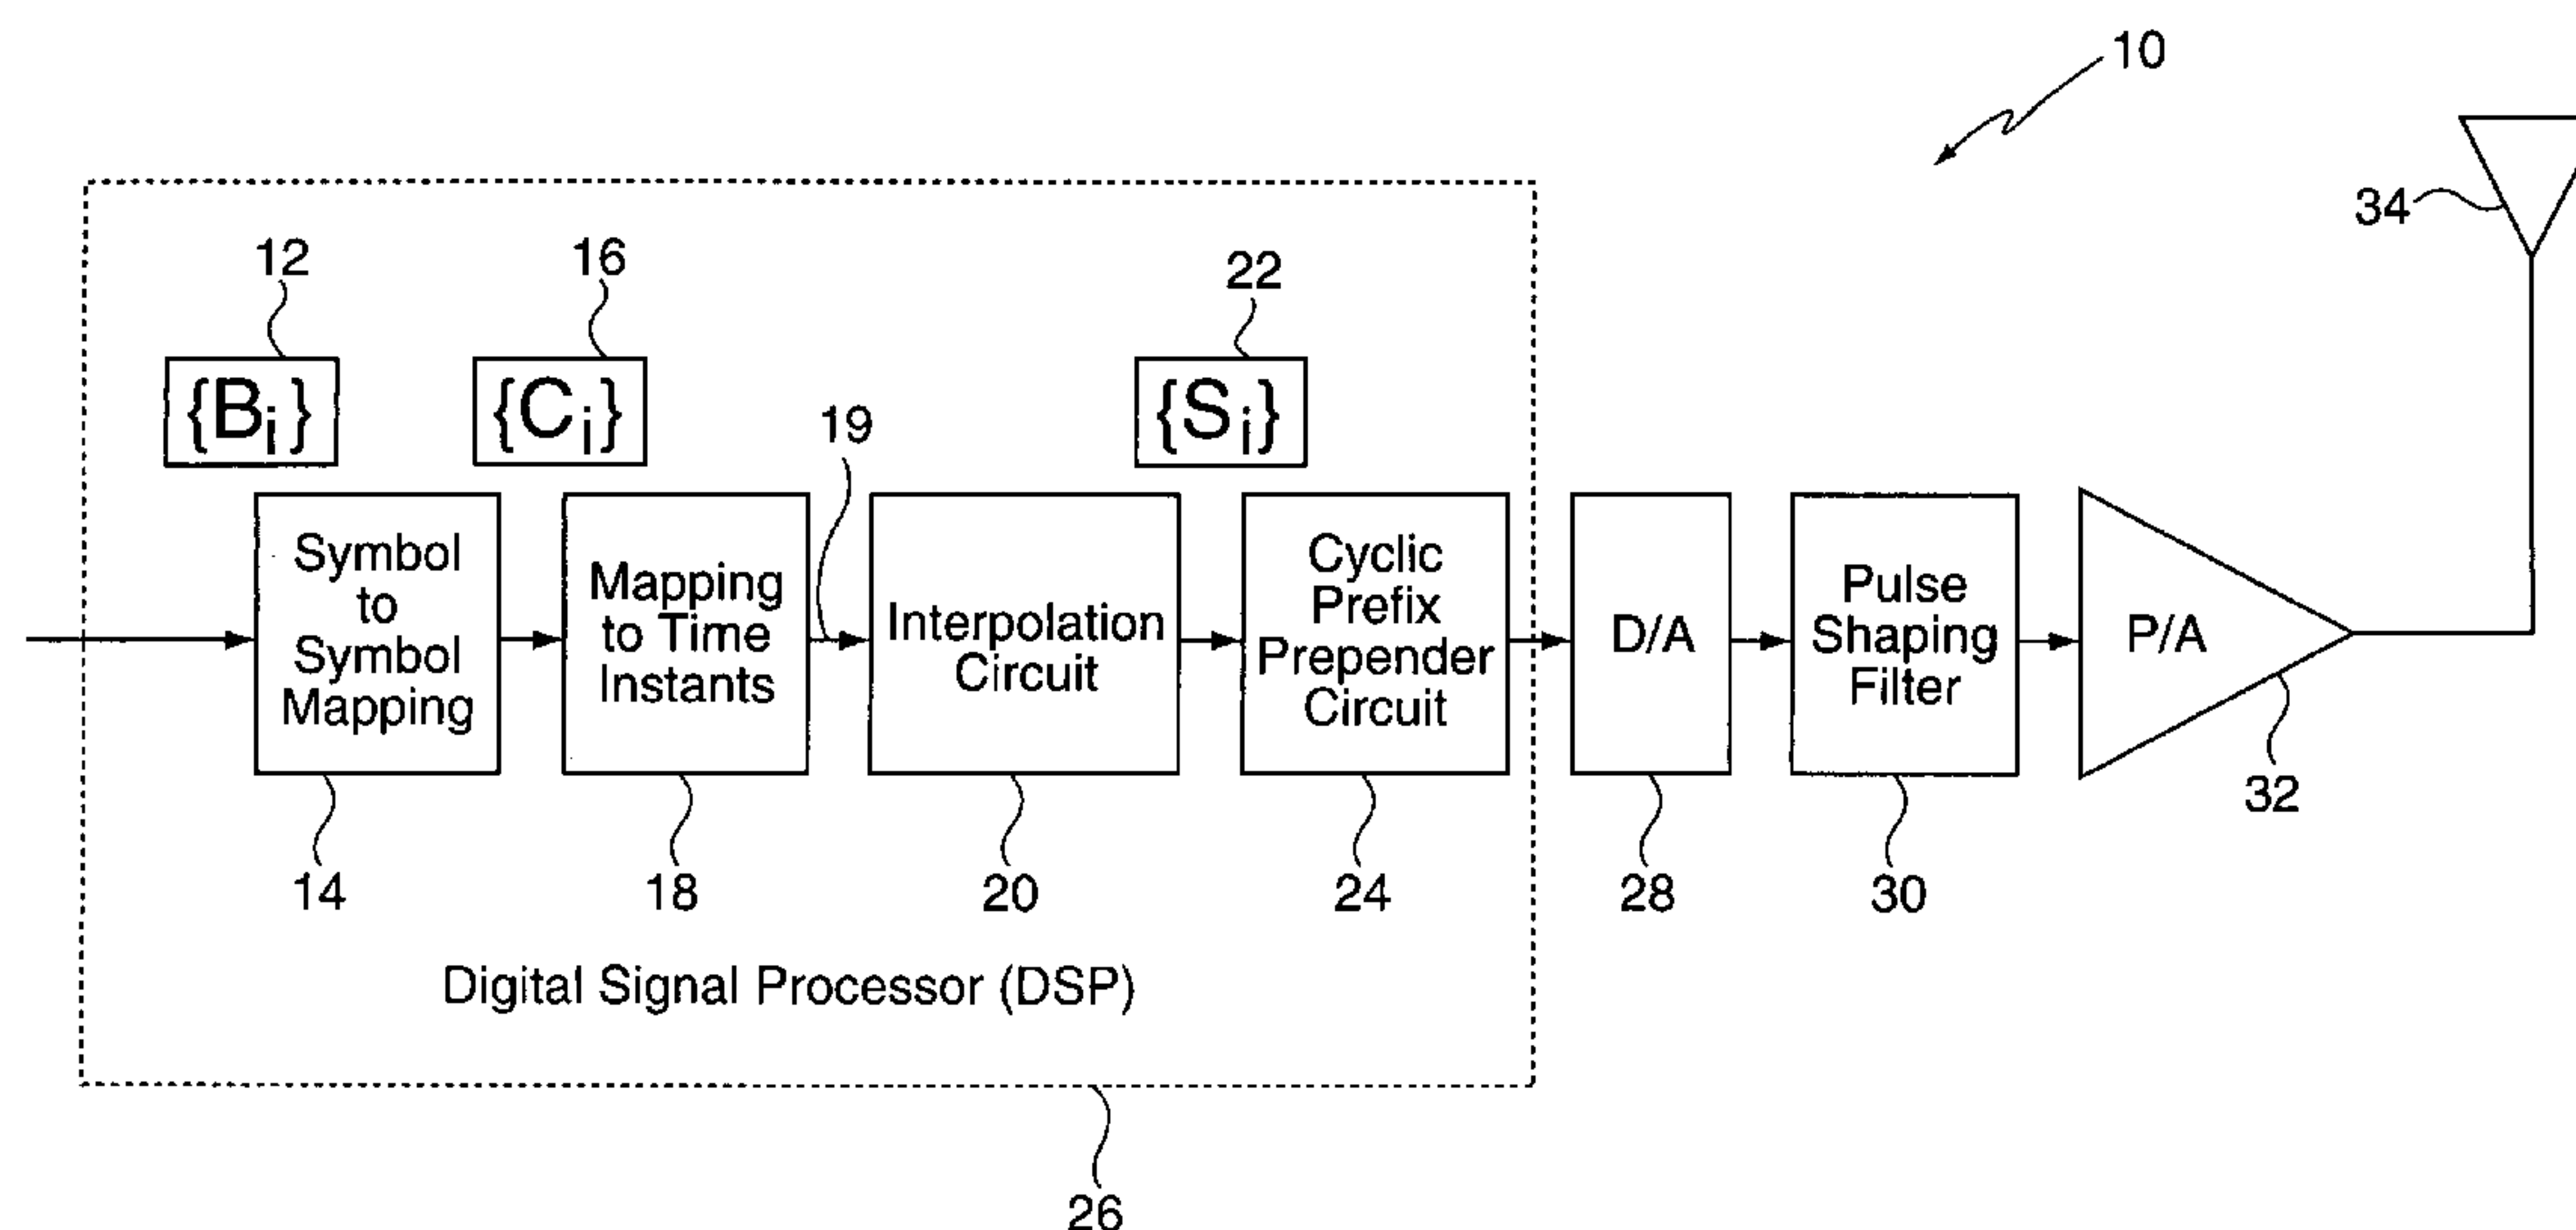 10
34
12
16
22
{Bi}
{Ci}
19
{Si}
Symbol
to
Symbol
Mapping
Mapping
to Time
Instants
Interpolation
Circuit
Cyclic
Prefix
Prepender
Circuit
D/A
Pulse
Shaping
Filter
P/A
32
14
18
20
24
28
30
Digital Signal Processor (DSP)
26